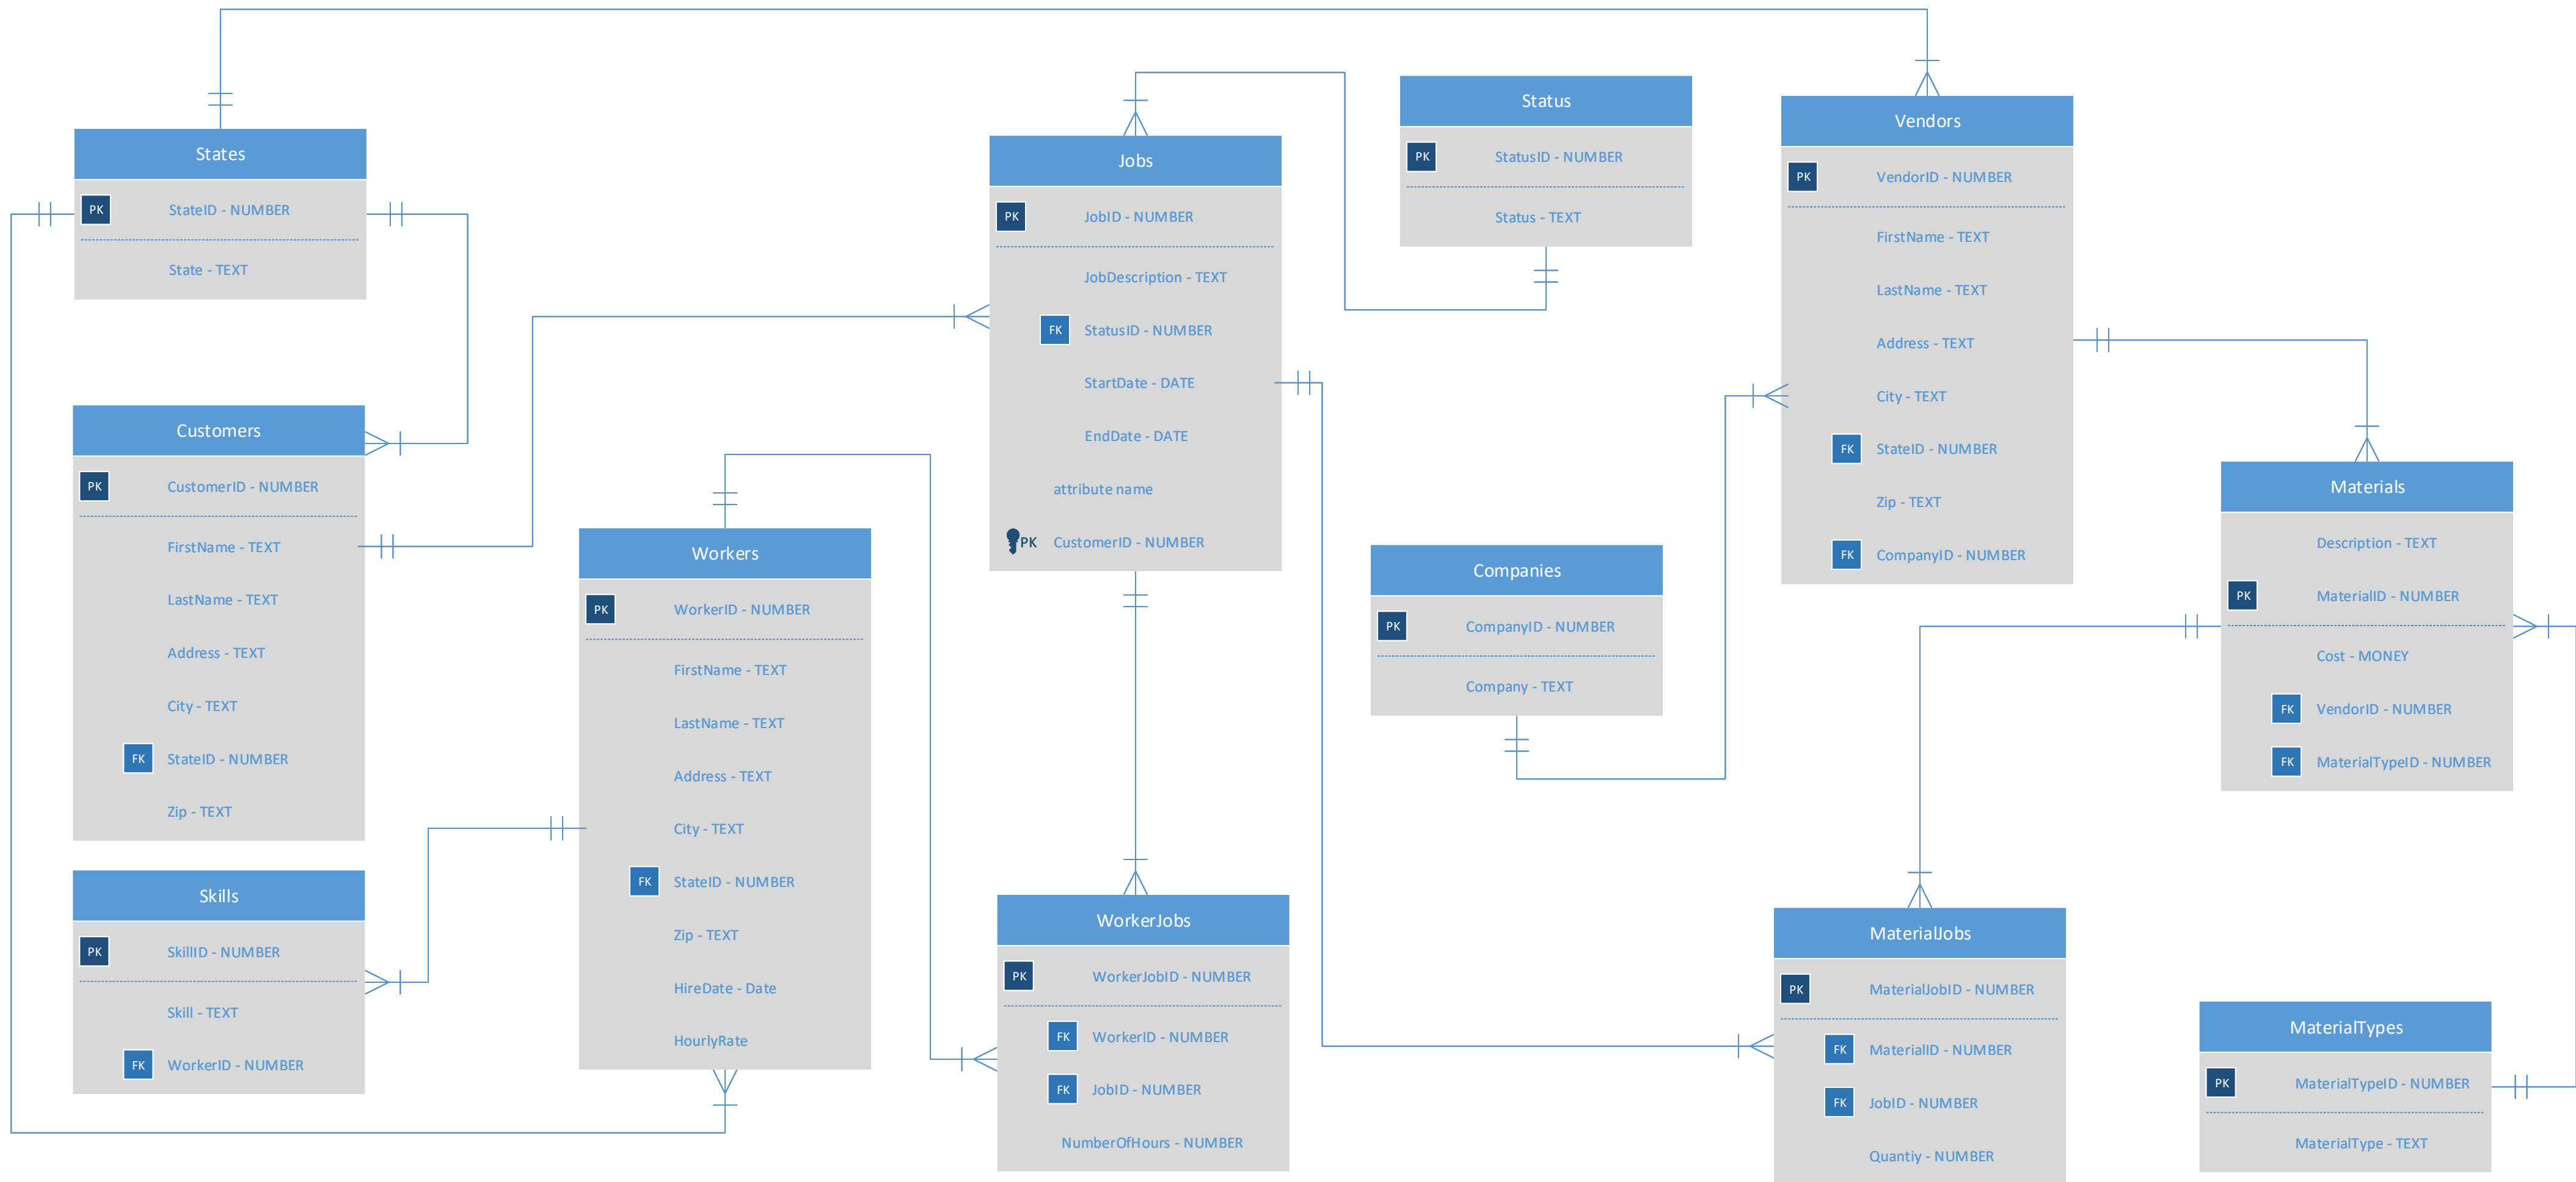 States
PK StateID - NUMBER
State - TEXT
Customers
PK CustomerID - NUMBER
FirstName - TEXT
LastName - TEXT
Address - TEXT
City - TEXT
FK StateID - NUMBER
Zip - TEXT
Skills
PK SkillID - NUMBER
Skill - TEXT
FK WorkerID - NUMBER
Workers
PK WorkerID - NUMBER
FirstName - TEXT
LastName - TEXT
Address - TEXT
City - TEXT
FK StateID - NUMBER
Zip - TEXT
HireDate - Date
HourlyRate
Jobs
PK JobID - NUMBER
JobDescription - TEXT
FK StatusID - NUMBER
StartDate - DATE
EndDate - DATE
attribute name
PK CustomerID - NUMBER
WorkerJobs
PK WorkerJobID - NUMBER
FK WorkerID - NUMBER
FK JobID - NUMBER
NumberOfHours - NUMBER
Status
PK StatusID - NUMBER
Status - TEXT
Companies
PK CompanyID - NUMBER
Company - TEXT
Vendors
PK VendorID - NUMBER
FirstName - TEXT
LastName - TEXT
Address - TEXT
City - TEXT
FK StateID - NUMBER
Zip - TEXT
FK CompanyID - NUMBER
MaterialJobs
PK MaterialJobID - NUMBER
FK MaterialID - NUMBER
FK JobID - NUMBER
Quantiy - NUMBER
Materials
Description - TEXT
PK MaterialID - NUMBER
Cost - MONEY
FK VendorID - NUMBER
FK MaterialTypeID - NUMBER
MaterialTypes
PK MaterialTypeID - NUMBER
MaterialType - TEXT